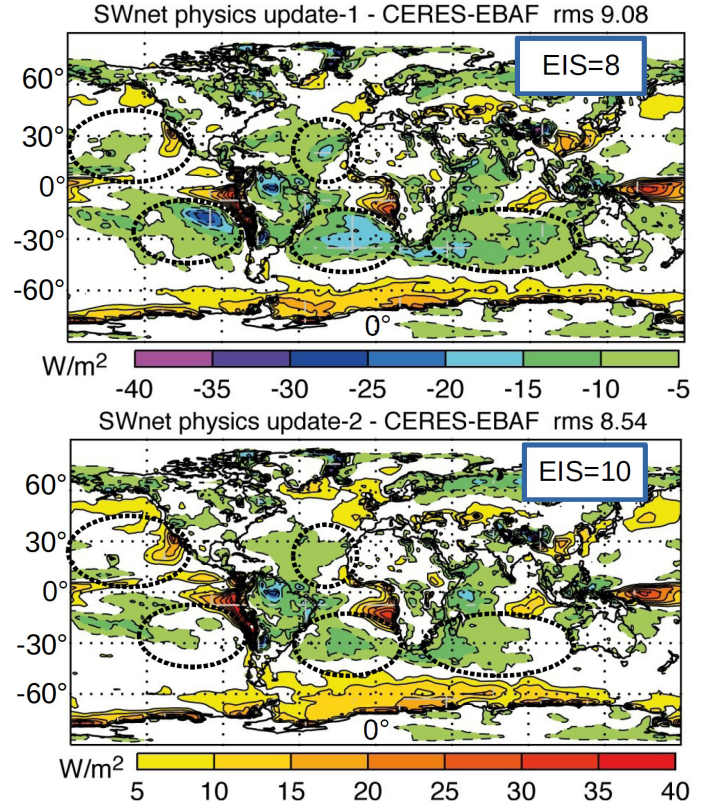 SWnet physics update-1 - CERES-EBAF rms 9.08
EIS=8
60°
30°
0°
-30°
-60°
0°
W/m2
-40 -35 -30 -25 -20 -15 -10 -5
SWnet physics update-2 - CERES-EBAF rms 8.54
EIS=10
60°
30°
0°
-30°
-60°
0°
W/m2
5 10 15 20 25 30 35 40